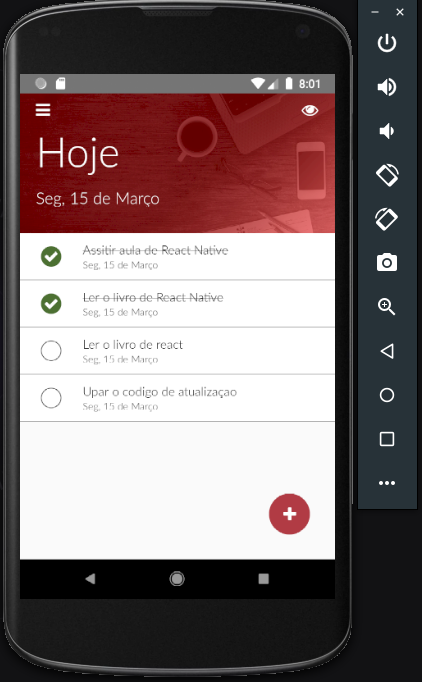 8:01
Hoje
Seg, 15 de Março
Assitir aula de React Native
Seg, 15 de Março
Ler o livro de React Native
Seg, 15 de Março
Ler o livro de react
Seg, 15 de Março
Upar o codigo de atualizaçao
Seg, 15 de Março